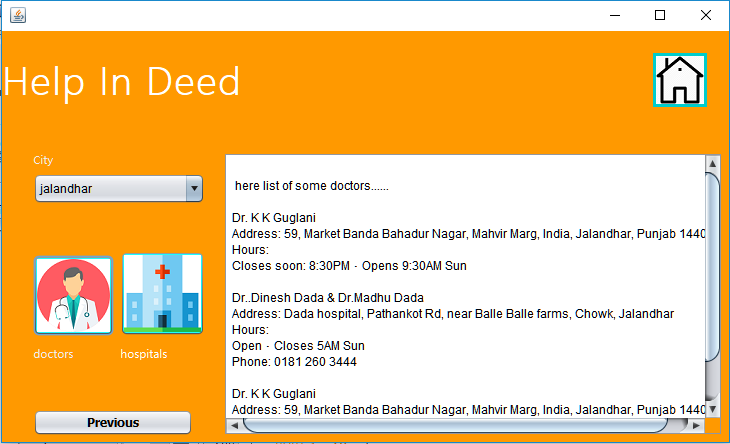 Help In Deed
City
jalandhar
doctors
hospitals
Previous
here list of some doctors......
Dr. K K Guglani
Address: 59, Market Banda Bahadur Nagar, Mahvir Marg, India, Jalandhar, Punjab 1440
Hours:
Closes soon: 8:30PM · Opens 9:30AM Sun
Dr..Dinesh Dada & Dr.Madhu Dada
Address: Dada hospital, Pathankot Rd, near Balle Balle farms, Chowk, Jalandhar
Hours:
Open · Closes 5AM Sun
Phone: 0181 260 3444
Dr. K K Guglani
Address: 59, Market Banda Bahadur Nagar, Mahvir Marg, India, Jalandhar, Punjab 1440